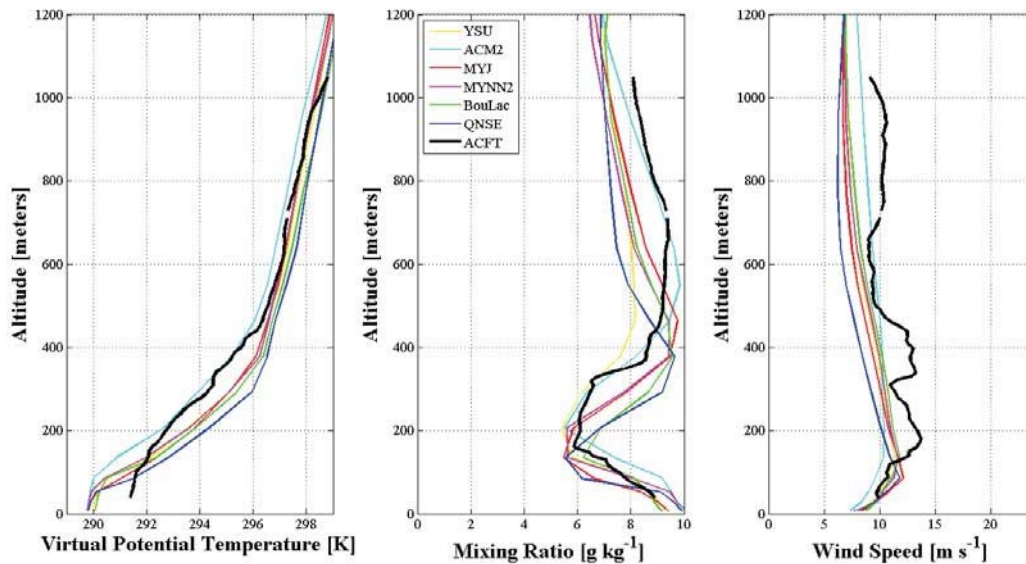 1200
1000
800
600
400
200
0
Altitude [meters]
290 292 294 296 298
Virtual Potential Temperature [K]
1200
1000
800
600
400
200
0
Altitude [meters]
YSU
ACM2
MYJ
MYNN2
BouLac
QNSE
ACFT
0 2 4 6 8 10
Mixing Ratio [g kg⁻¹]
1200
1000
800
600
400
200
0
Altitude [meters]
0 5 10 15 20
Wind Speed [m s⁻¹]